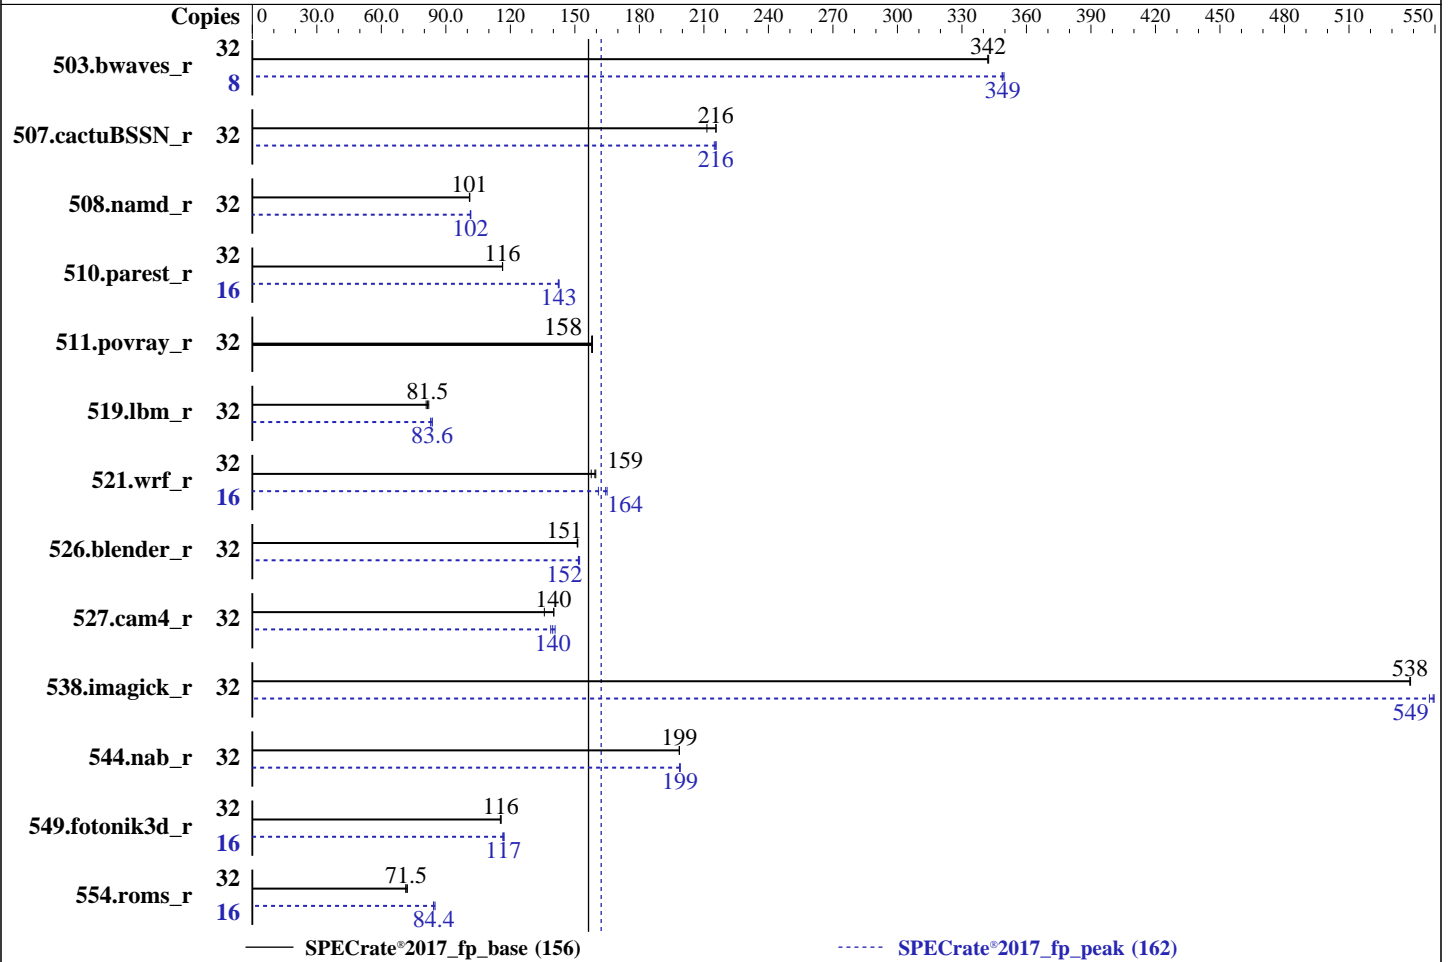 Copies 0 30.0 60.0 90.0 120 150 180 210 240 270 300 330 360 390 420 450 480 510 550
503.bwaves_r 32 342
8 349
507.cactuBSSN_r 32 216
216
508.namd_r 32 101
102
510.parest_r 32 116
16 143
511.povray_r 32 158
519.lbm_r 32 81.5
83.6
521.wrf_r 32 159
16 164
526.blender_r 32 151
152
527.cam4_r 32 140
140
538.imagick_r 32 538
549
544.nab_r 32 199
199
549.fotonik3d_r 32 116
16 117
554.roms_r 32 71.5
16 84.4
SPECrate®2017_fp_base (156) SPECrate®2017_fp_peak (162)